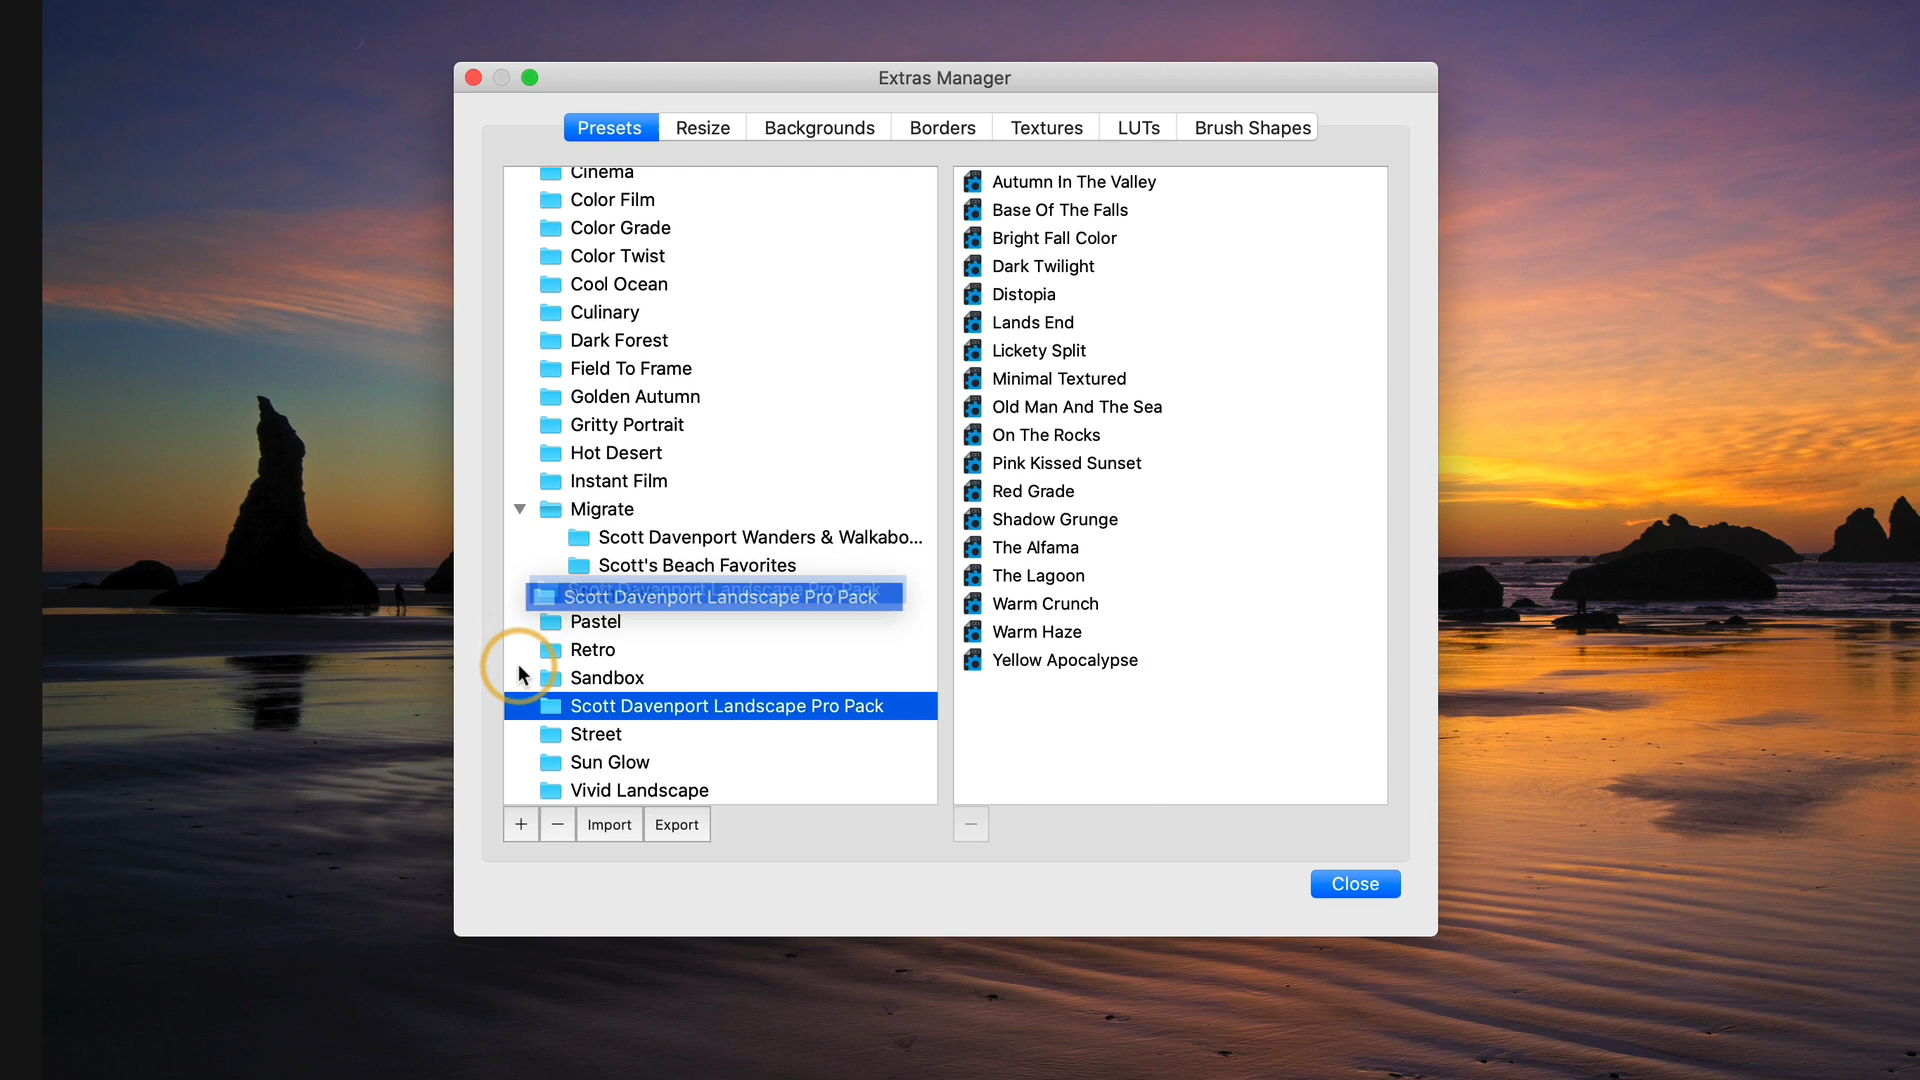 Extras Manager
Presets
Resize
Backgrounds
Borders
Textures
LUTs
Brush Shapes
Cinema
Color Film
Color Grade
Color Twist
Cool Ocean
Culinary
Dark Forest
Field To Frame
Golden Autumn
Gritty Portrait
Hot Desert
Instant Film
Migrate
Scott Davenport Wanders & Walkabo...
Scott's Beach Favorites
Scott Davenport Landscape Pro Pack
Scott Davenport Landscape Pro Pack
Pastel
Retro
Sandbox
Scott Davenport Landscape Pro Pack
Street
Sun Glow
Vivid Landscape
+
−
Import
Export
Autumn In The Valley
Base Of The Falls
Bright Fall Color
Dark Twilight
Distopia
Lands End
Lickety Split
Minimal Textured
Old Man And The Sea
On The Rocks
Pink Kissed Sunset
Red Grade
Shadow Grunge
The Alfama
The Lagoon
Warm Crunch
Warm Haze
Yellow Apocalypse
−
Close